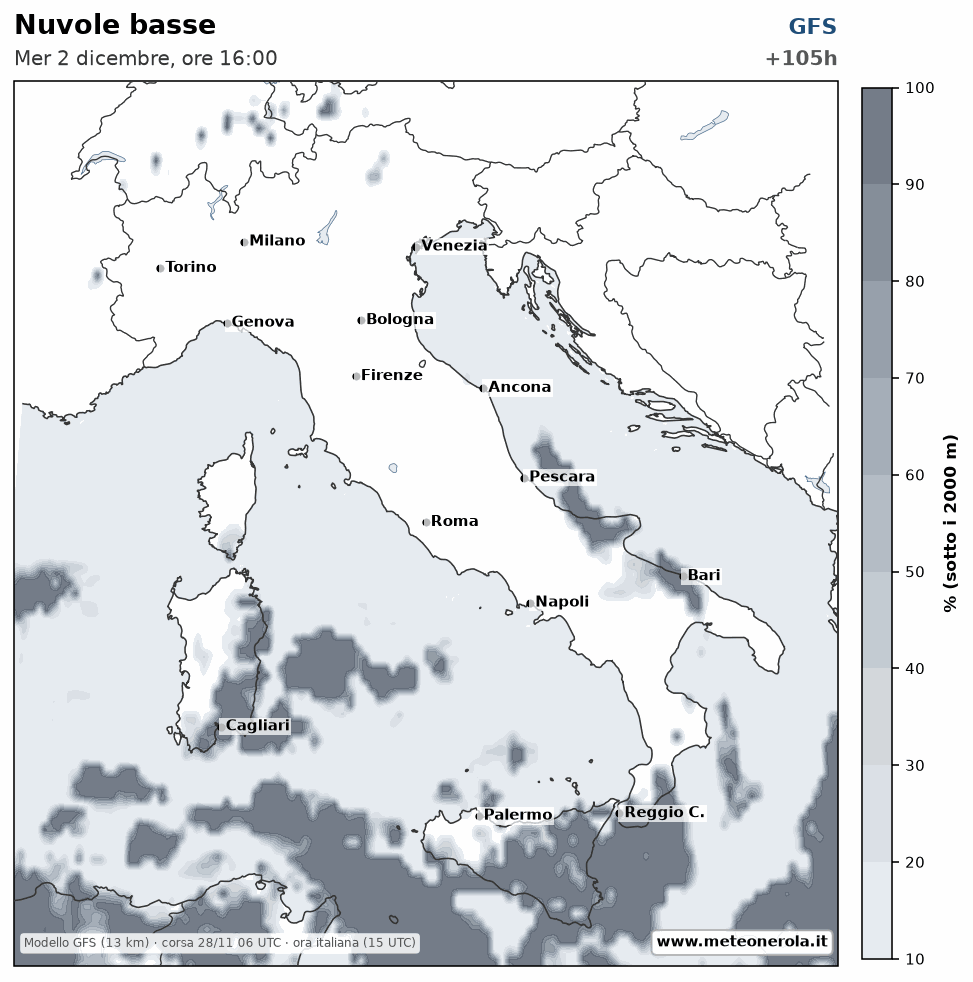 Nuvole basse
GFS
Mer 2 dicembre, ore 16:00
+105h
Milano
Venezia
Torino
Genova
Bologna
Firenze
Ancona
Pescara
Roma
Bari
Napoli
Cagliari
Palermo
Reggio C.
100
90
80
70
60
50
40
30
20
10
% (sotto i 2000 m)
Modello GFS (13 km) · corsa 28/11 06 UTC · ora italiana (15 UTC)
www.meteonerola.it